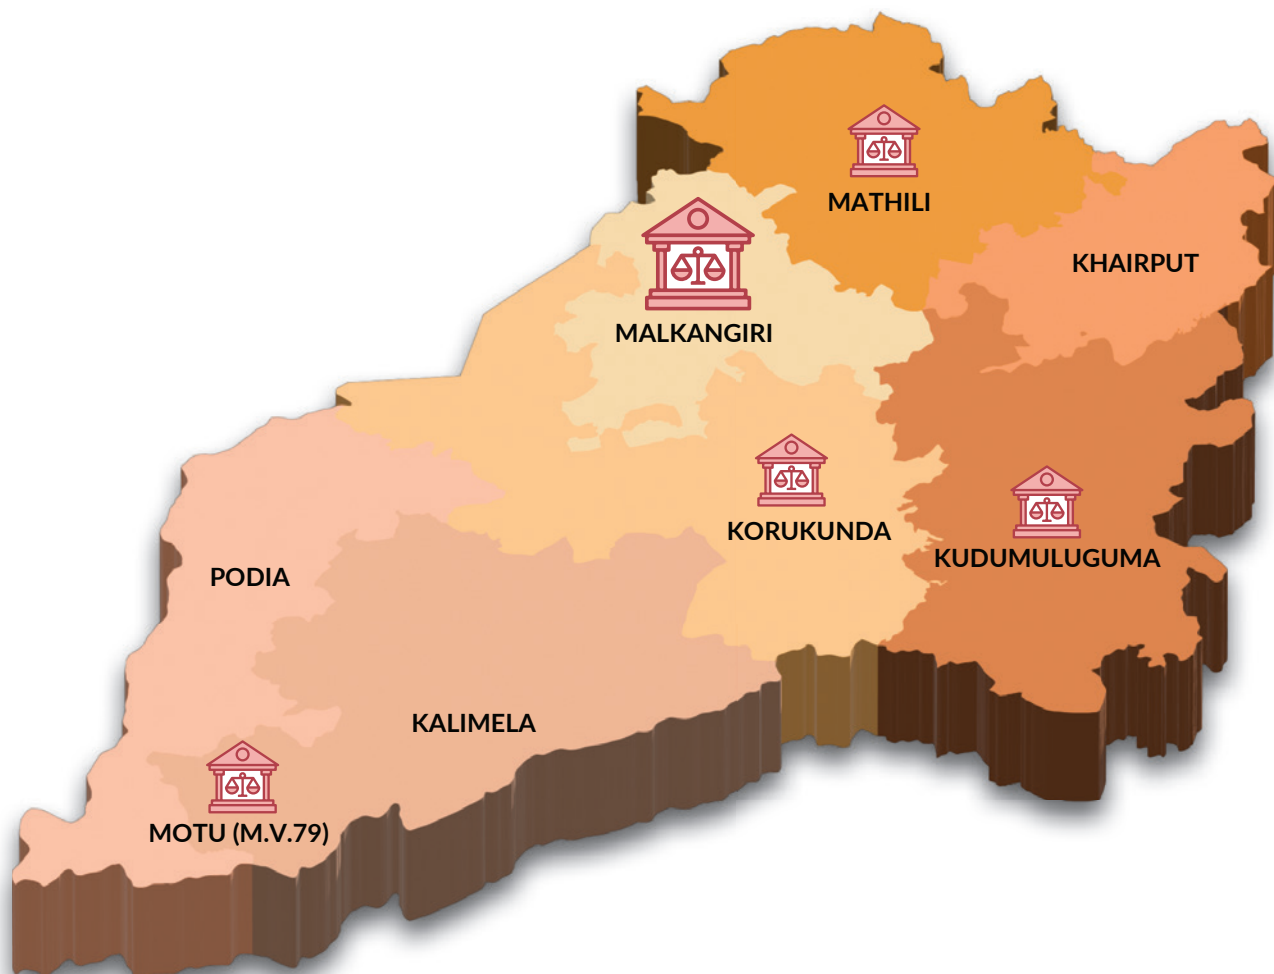 MATHILI
KHAIRPUT
MALKANGIRI
KORUKUNDA
KUDUMULUGUMA
PODIA
KALIMELA
MOTU (M.V.79)